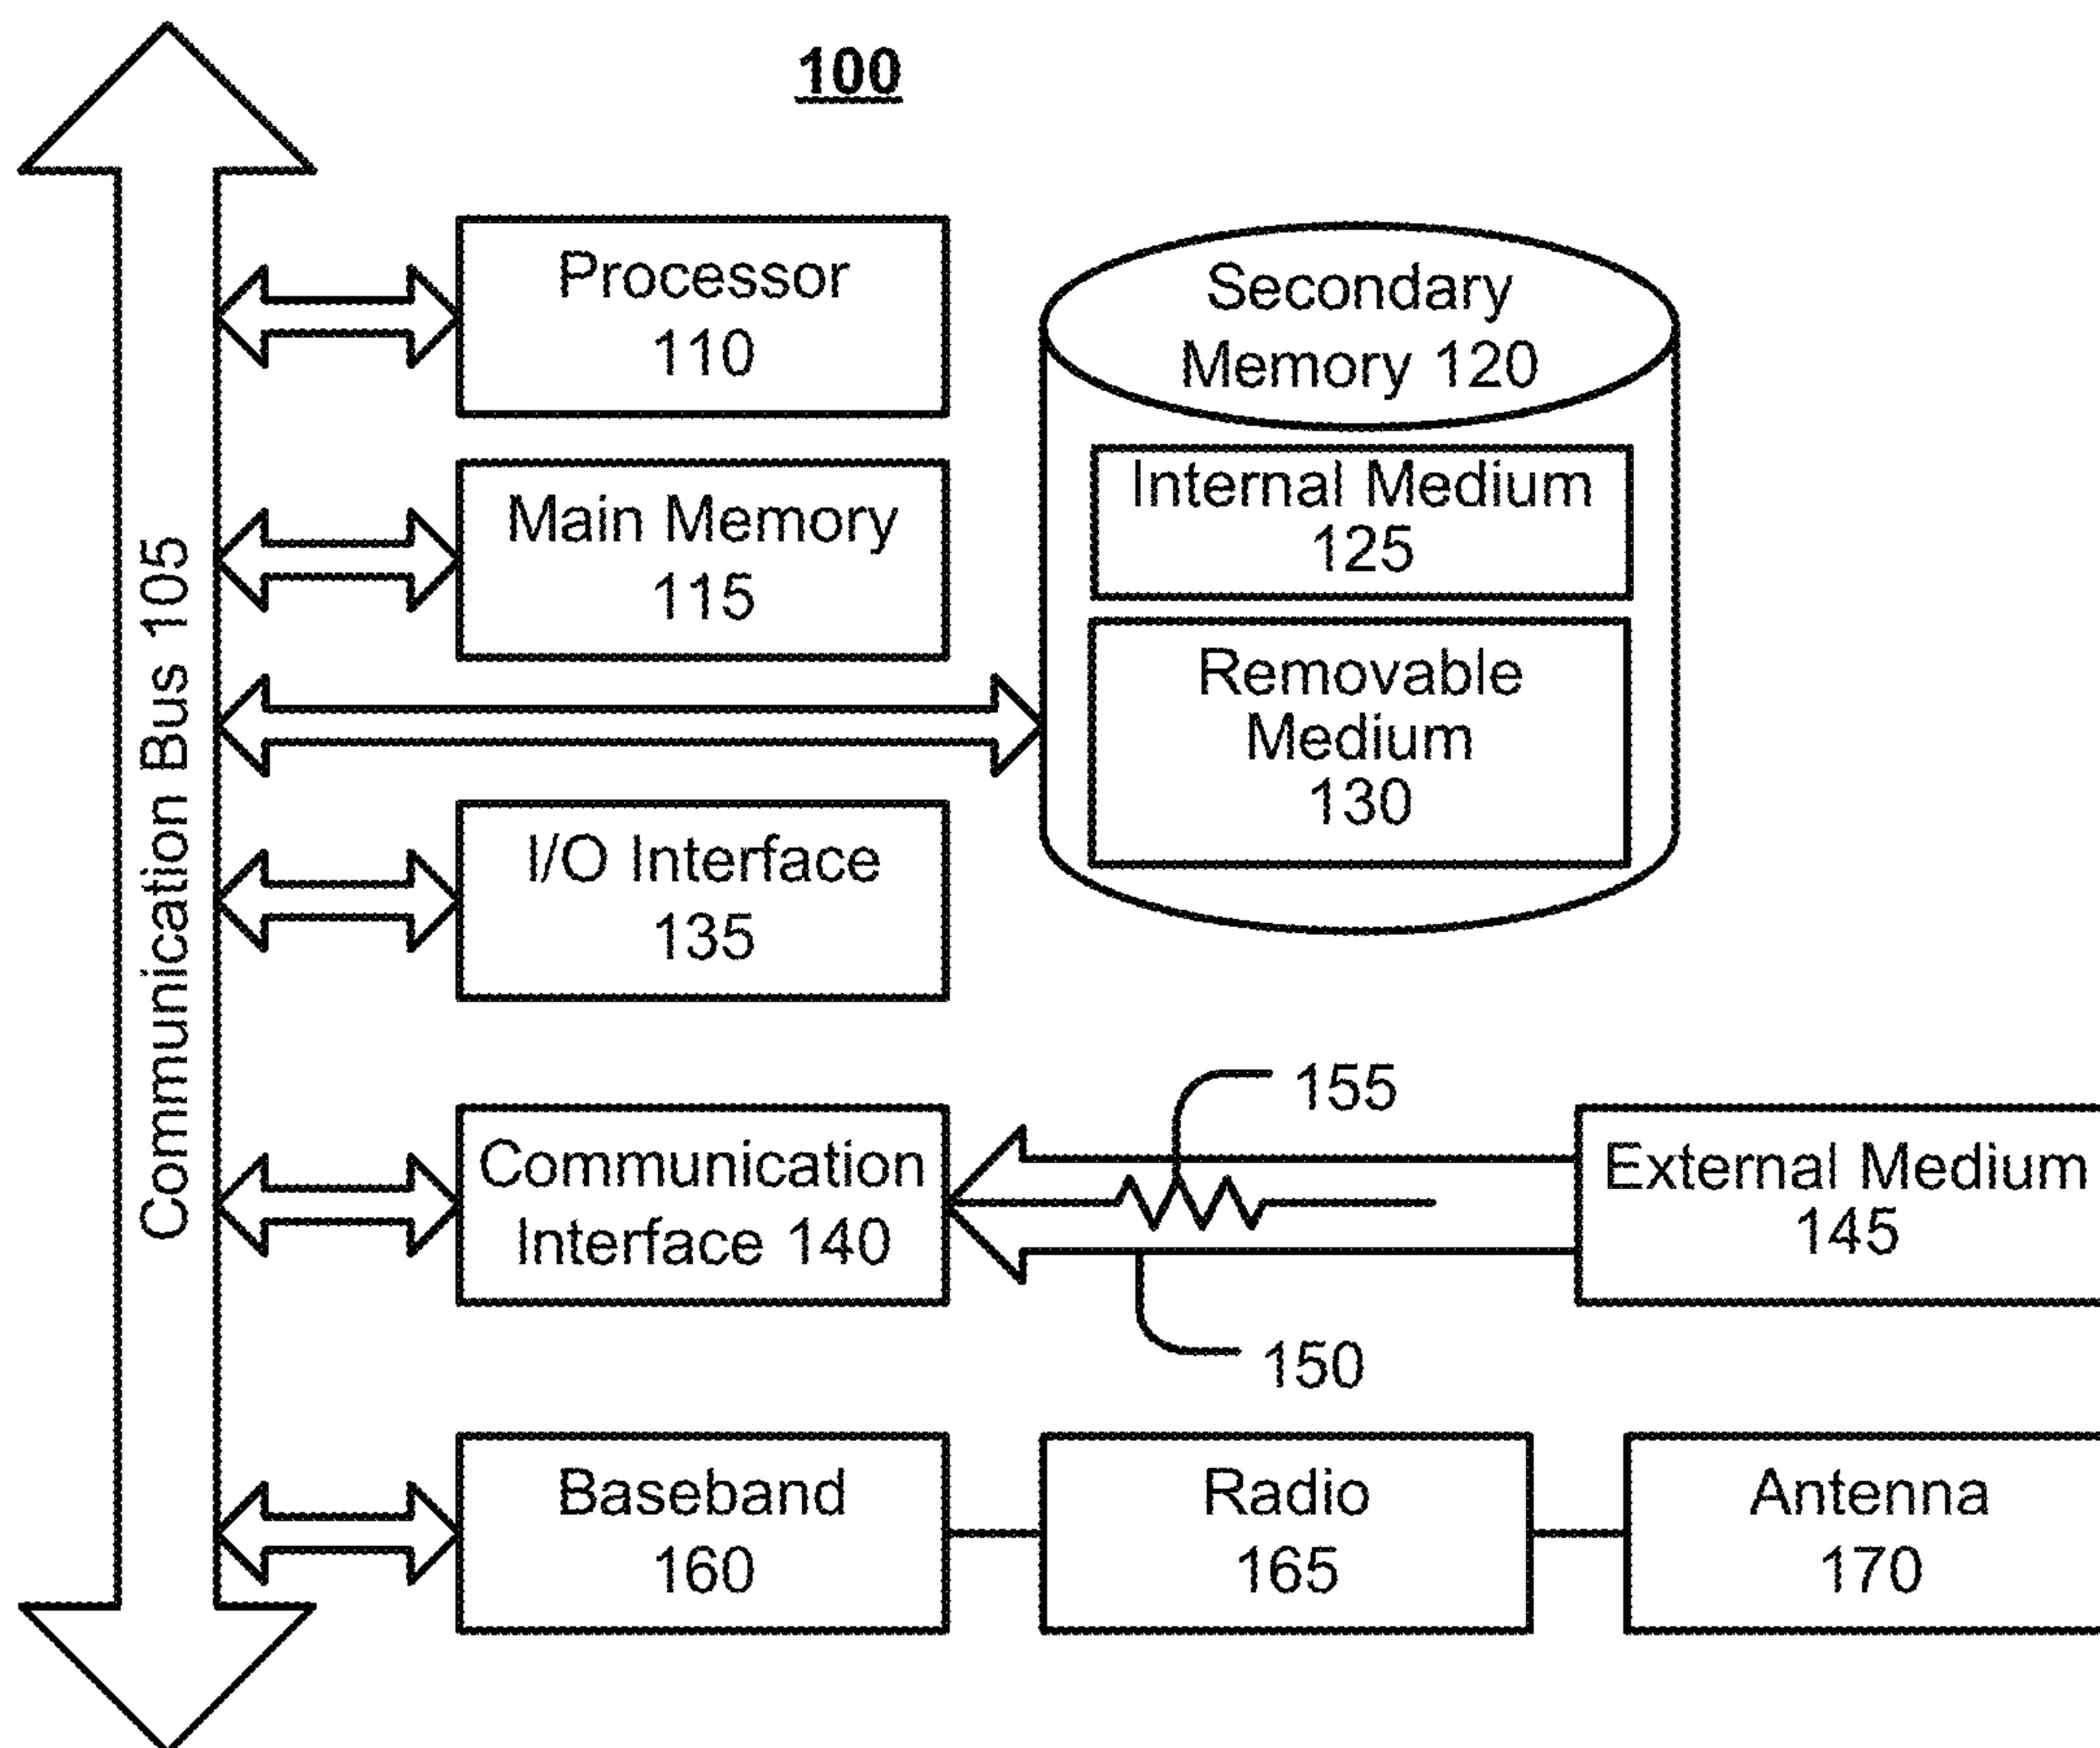 100
Communication Bus 105
Processor
110
Secondary
Memory 120
Main Memory
115
Internal Medium
125
Removable
Medium
130
I/O Interface
135
155
Communication
Interface 140
External Medium
145
150
Baseband
160
Radio
165
Antenna
170